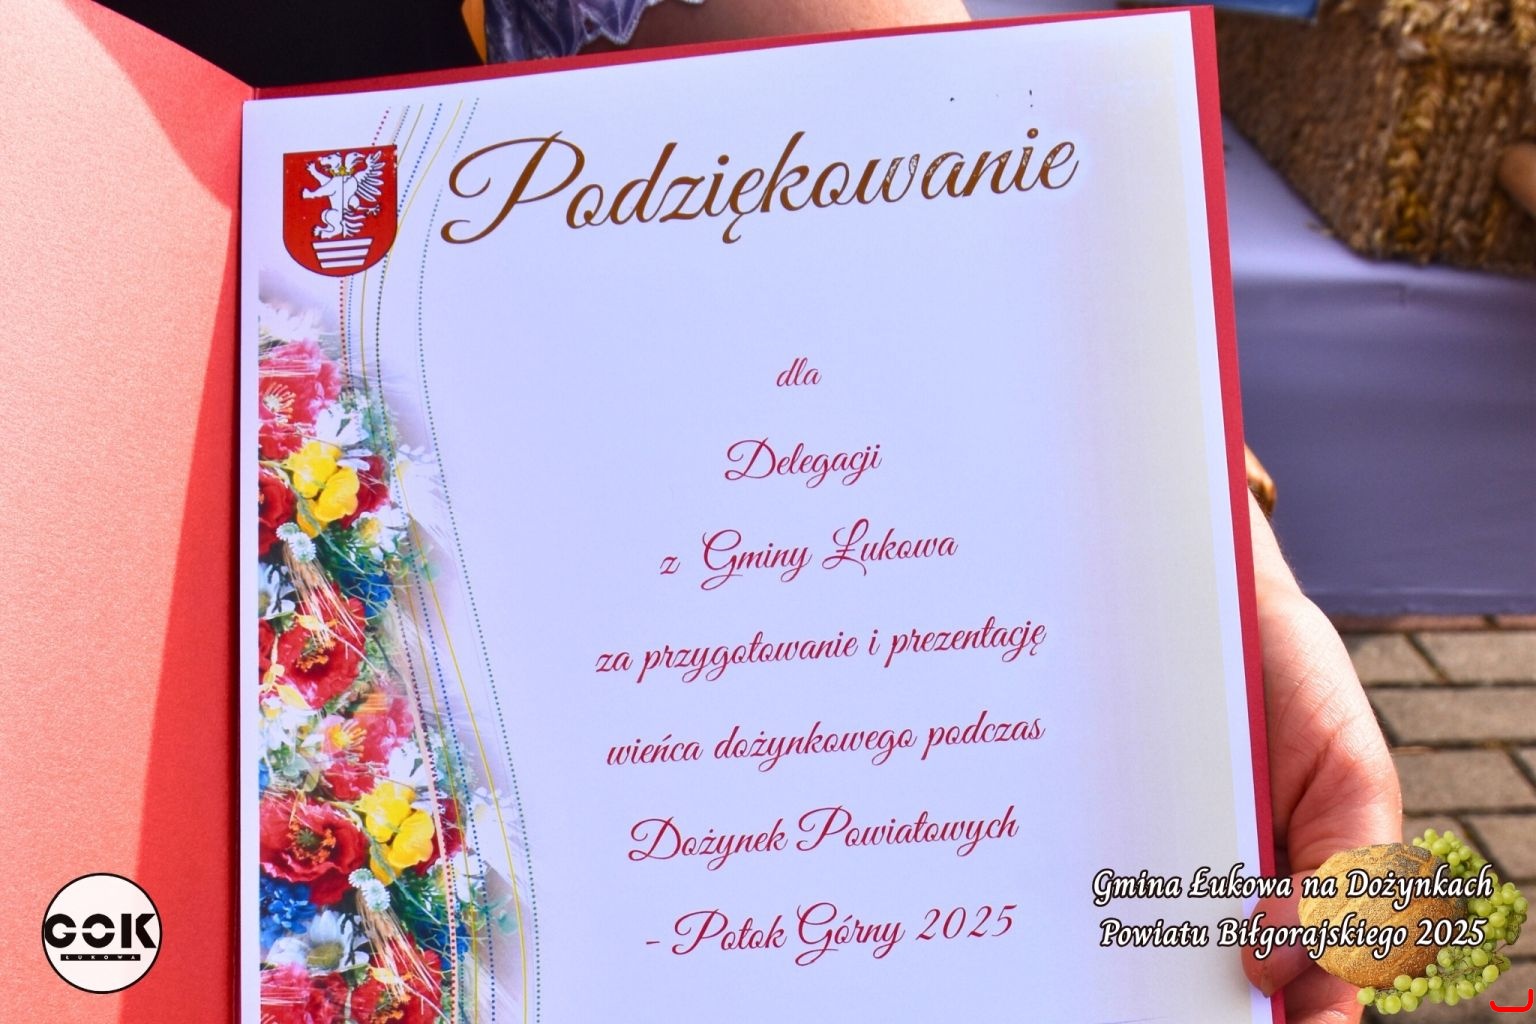 Podziękowanie
dla
Delegacji
z Gminy Łukowa
za przygotowanie i prezentację
wieńca dożynkowego podczas
Dożynek Powiatowych
- Potok Górny 2025
GOK
ŁUKOWA
Gmina Łukowa na Dożynkach
Powiatu Biłgorajskiego 2025